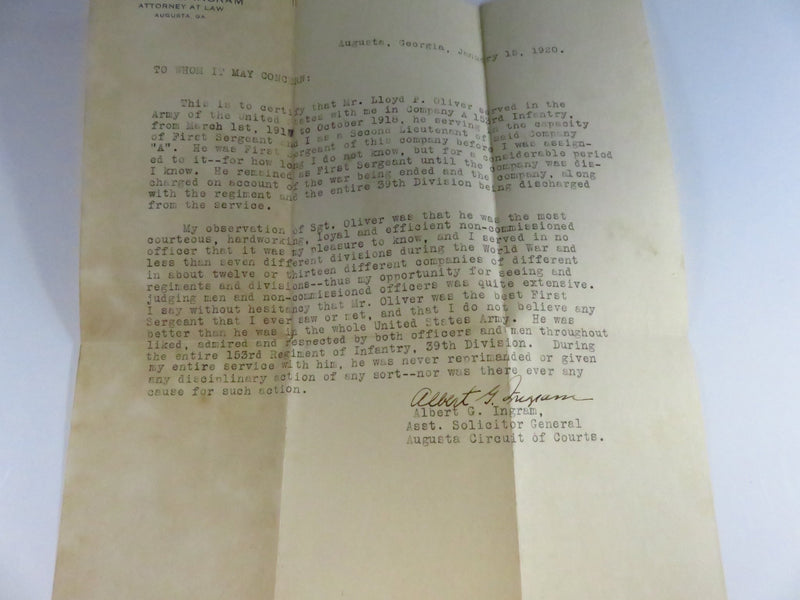 INGRAM
ATTORNEY AT LAW
AUGUSTA, GA
Augusta, Georgia, January 15, 1920.
TO WHOM IT MAY CONCERN:
This is to certify that Mr. Lloyd P. Oliver served in the
Army of the United States with me in Company A 153rd Infantry,
from March 1st, 1918 to October 1918, he serving in the capacity
of First Sergeant and I as a Second Lieutenant of said Company
"A". He was First Sergeant of this company before I was assign-
ed to it--for how long I do not know, but for a considerable period
I know. He remained as First Sergeant until the company was dis-
charged on account of the war being ended and the company, along
with the regiment and the entire 39th Division being discharged
from the service.
My observation of Sgt. Oliver was that he was the most
courteous, hardworking, loyal and efficient non-commissioned
officer that it was my pleasure to know, and I served in no
less than seven different divisions during the World War and
in about twelve or thirteen different companies of different
regiments and divisions--thus my opportunity for seeing and
judging men and non-commissioned officers was quite extensive.
I say without hesitancy that Mr. Oliver was the best First
Sergeant that I ever saw or met, and that I do not believe any
better than he was in the whole United States Army. He was
liked, admired and respected by both officers and men throughout
the entire 153rd Regiment of Infantry, 39th Division. During
my entire service with him, he was never reprimanded or given
any disciplinary action of any sort--nor was there ever any
cause for such action.
Albert G. Ingram
Albert G. Ingram,
Asst. Solicitor General
Augusta Circuit of Courts.